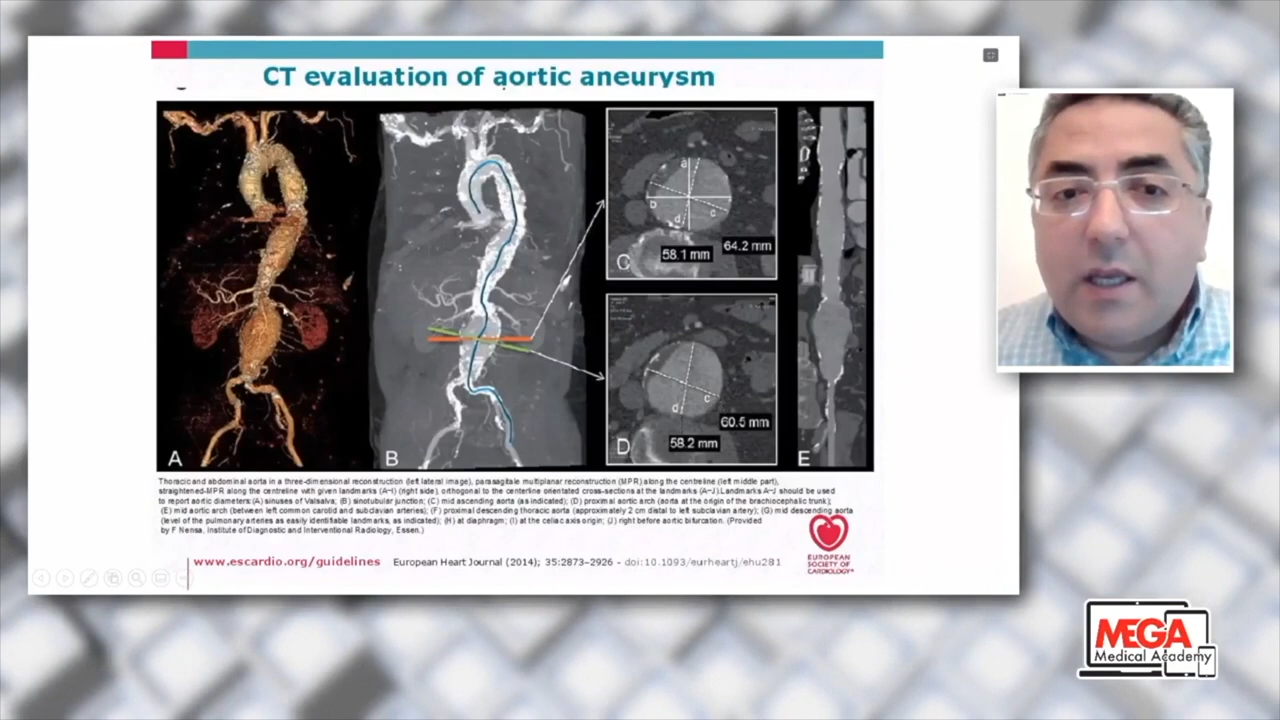 CT evaluation of aortic aneurysm
A
B
a
b
c
d
C
58.1 mm
64.2 mm
c
d
D
58.2 mm
60.5 mm
E
Thoracic and abdominal aorta in a three-dimensional reconstruction (left lateral image), parasagitale multiplanar reconstruction (MPR) along the centreline (left middle part),
straightened-MPR along the centreline with given landmarks (A–I) (right side), orthogonal to the centerline orientated cross-sections at the landmarks (A–J).Landmarks A–J should be used
to report aortic diameters: (A) sinuses of Valsalva; (B) sinotubular junction; (C) mid ascending aorta (as indicated); (D) proximal aortic arch (aorta at the origin of the brachiocephalic trunk);
(E) mid aortic arch (between left common carotid and subclavian arteries); (F) proximal descending thoracic aorta (approximately 2 cm distal to left subclavian artery); (G) mid descending aorta
(level of the pulmonary arteries as easily identifiable landmarks, as indicated); (H) at diaphragm; (I) at the celiac axis origin; (J) right before aortic bifurcation. (Provided
by F Nensa, Institute of Diagnostic and Interventional Radiology, Essen.)
www.escardio.org/guidelines European Heart Journal (2014); 35:2873–2926 - doi:10.1093/eurheartj/ehu281
EUROPEAN
SOCIETY OF
CARDIOLOGY®
MEGA
Medical Academy